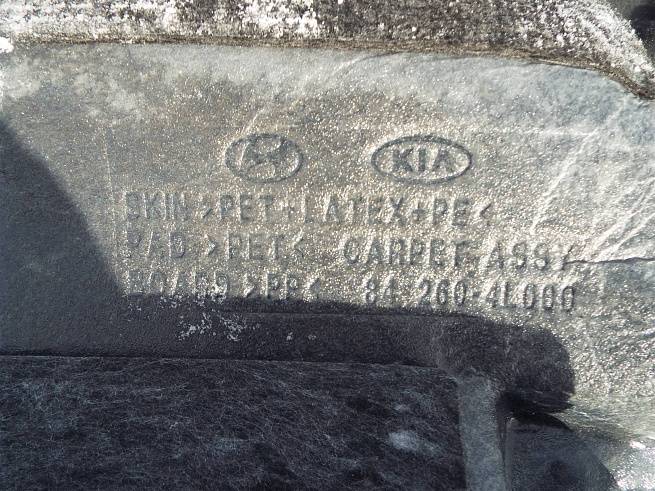 KIA
SKIN >PET+LATEX+PE<
PAD >PET< CARPET ASSY
BOARD >PP< 84260-4L000